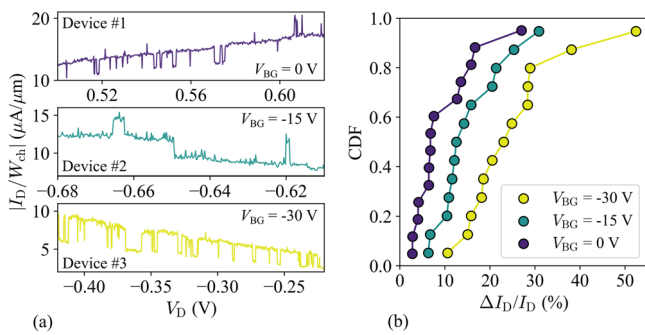 20
10
Device #1
V_BG = 0 V
0.52
0.56
0.60
|I_D/W_ch| (μA/μm)
15
10
V_BG = -15 V
Device #2
−0.68
−0.66
−0.64
−0.62
10
5
V_BG = -30 V
Device #3
−0.40
−0.35
−0.30
−0.25
V_D (V)
(a)
CDF
1.0
0.8
0.6
0.4
0.2
0.0
V_BG = -30 V
V_BG = -15 V
V_BG = 0 V
0
10
20
30
40
50
ΔI_D/I_D (%)
(b)